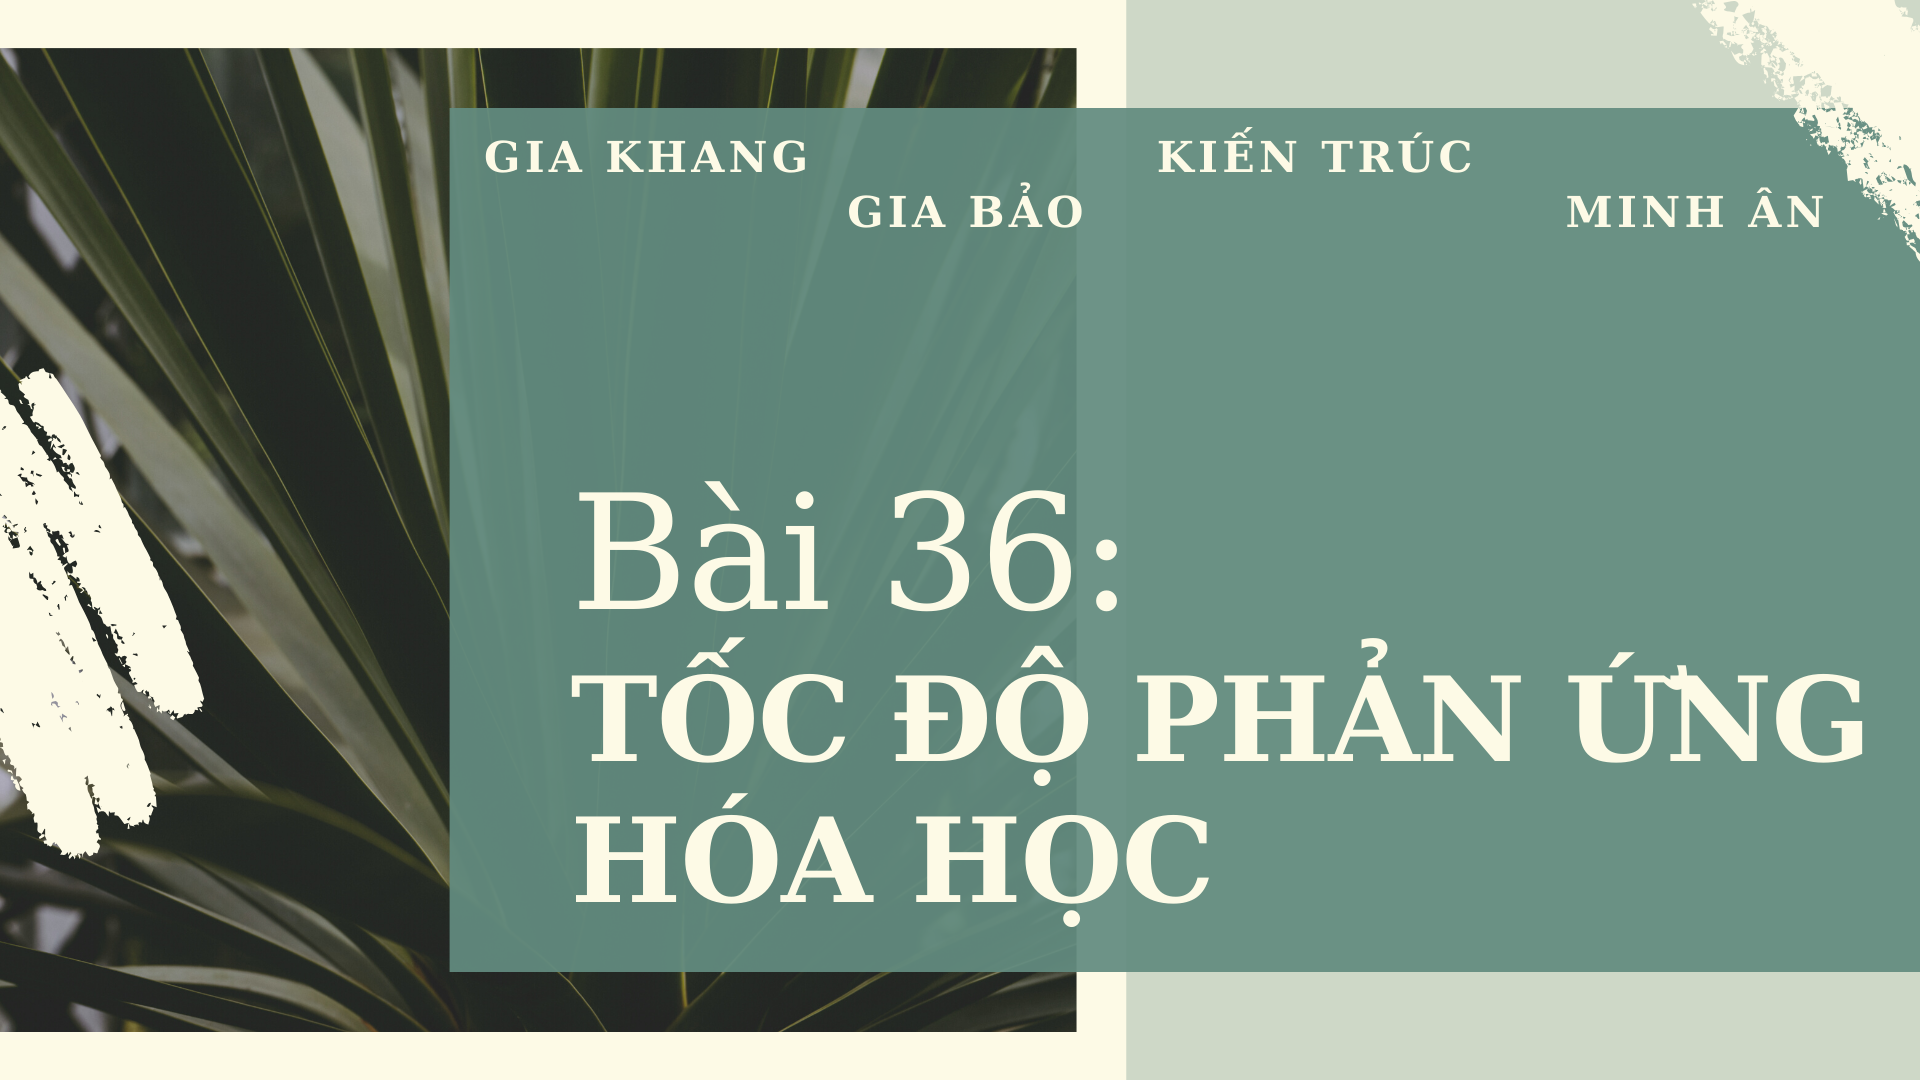 GIA KHANG
KIẾN TRÚC
GIA BẢO
MINH ÂN
Bài 36:
TỐC ĐỘ PHẢN ỨNG
HÓA HỌC